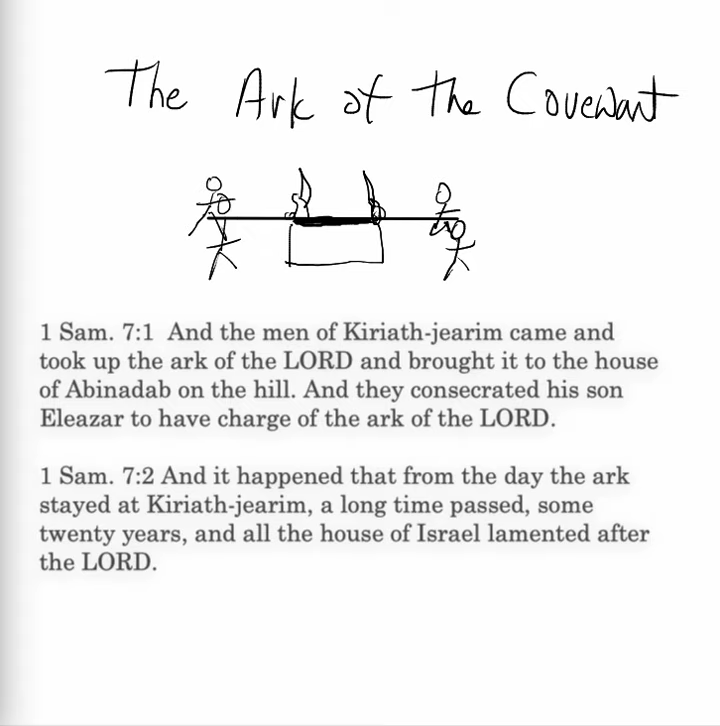 The Ark of the Covenant
1 Sam. 7:1 And the men of Kiriath-jearim came and
took up the ark of the LORD and brought it to the house
of Abinadab on the hill. And they consecrated his son
Eleazar to have charge of the ark of the LORD.
1 Sam. 7:2 And it happened that from the day the ark
stayed at Kiriath-jearim, a long time passed, some
twenty years, and all the house of Israel lamented after
the LORD.